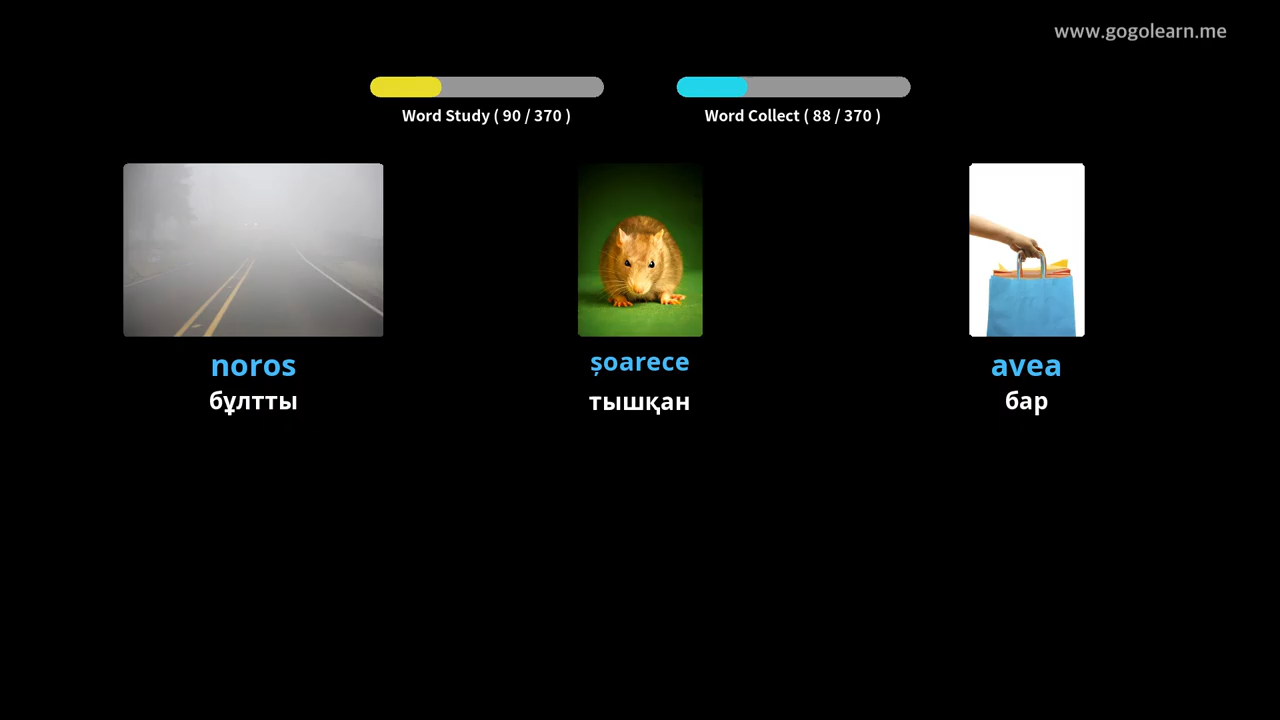 www.gogolearn.me
Word Study ( 90 / 370 )
Word Collect ( 88 / 370 )
noros
șoarece
avea
бұлтты
тышқан
бар